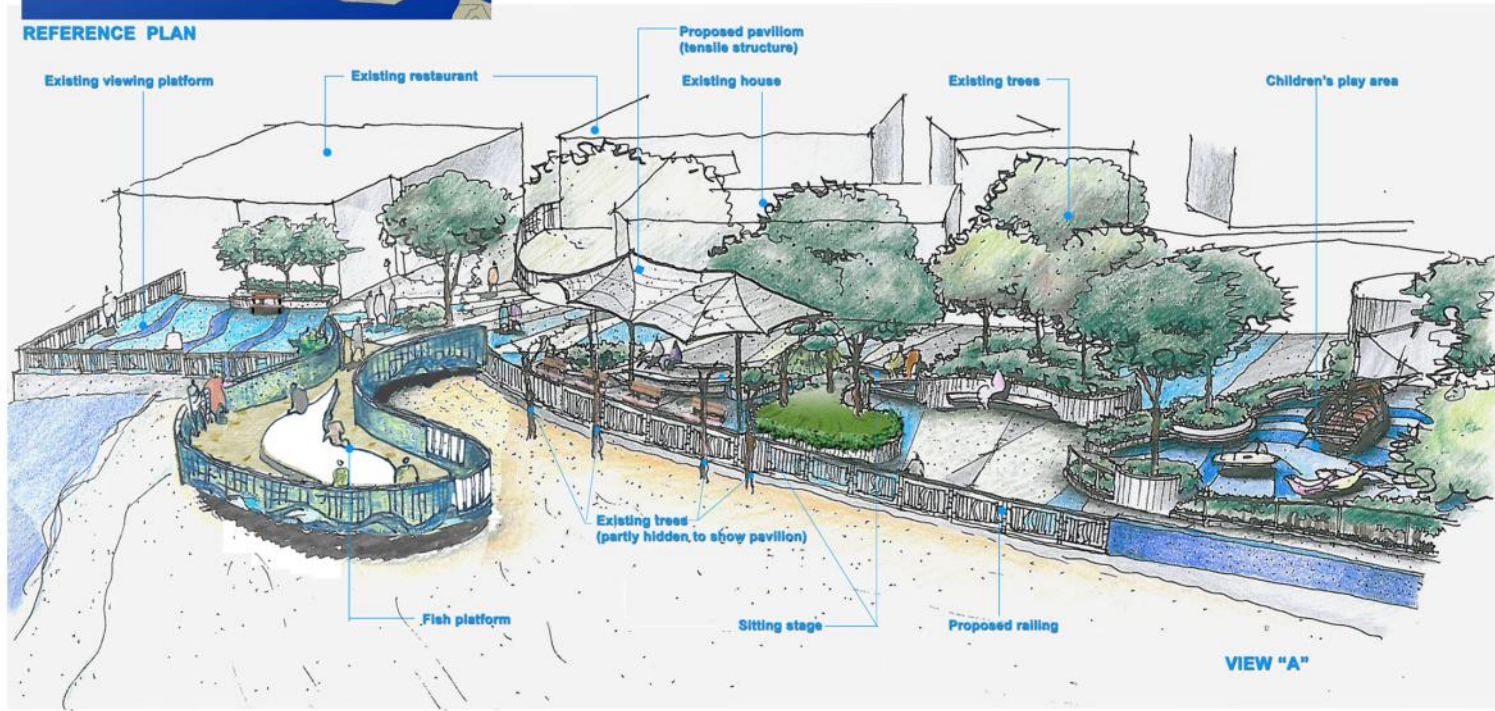 REFERENCE PLAN
Proposed paviliom
(tensile structure)
Existing viewing platform
Existing restaurant
Existing house
Existing trees
Children's play area
Existing trees
(partly hidden to show pavilion)
Fish platform
Sitting stage
Proposed railing
VIEW "A"